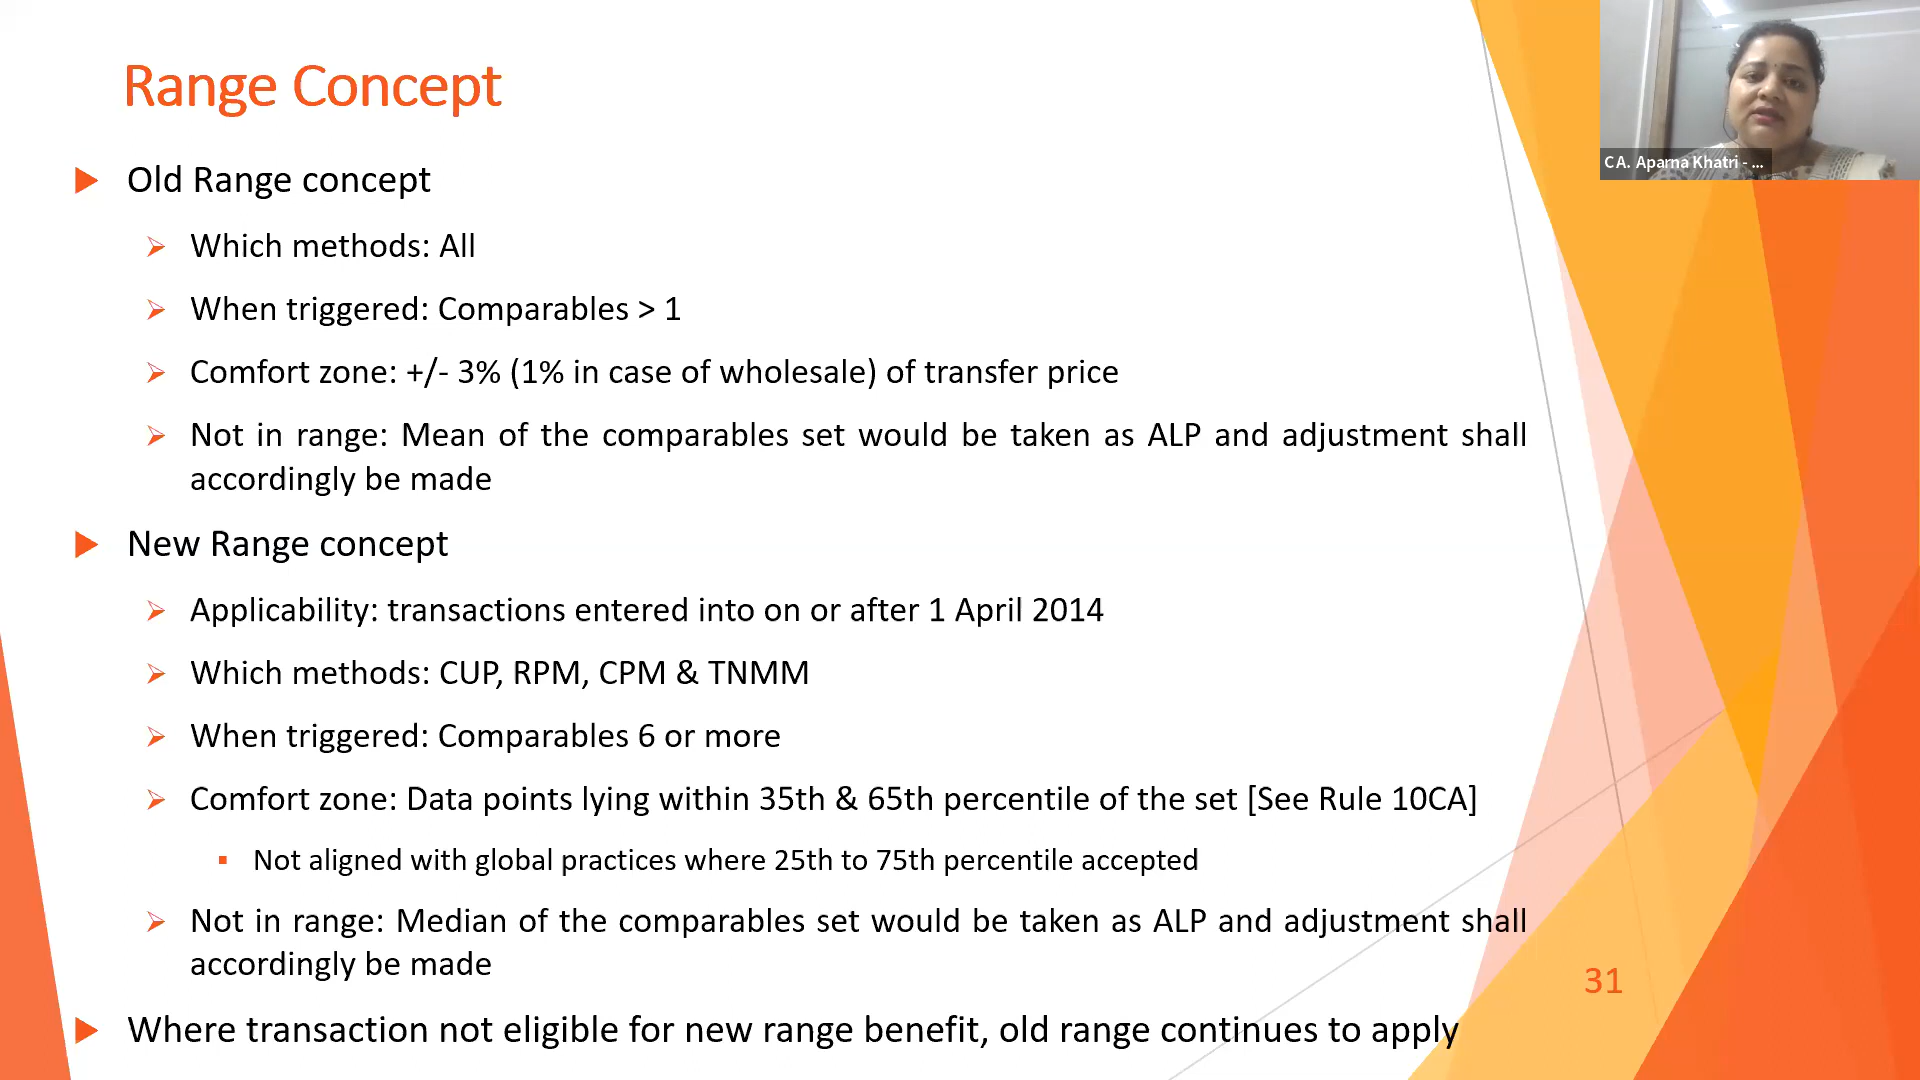 Range Concept
CA. Aparna Khatri - ...
Old Range concept
Which methods: All
When triggered: Comparables > 1
Comfort zone: +/- 3% (1% in case of wholesale) of transfer price
Not in range: Mean of the comparables set would be taken as ALP and adjustment shall
accordingly be made
New Range concept
Applicability: transactions entered into on or after 1 April 2014
Which methods: CUP, RPM, CPM & TNMM
When triggered: Comparables 6 or more
Comfort zone: Data points lying within 35th & 65th percentile of the set [See Rule 10CA]
Not aligned with global practices where 25th to 75th percentile accepted
Not in range: Median of the comparables set would be taken as ALP and adjustment shall
accordingly be made
31
Where transaction not eligible for new range benefit, old range continues to apply